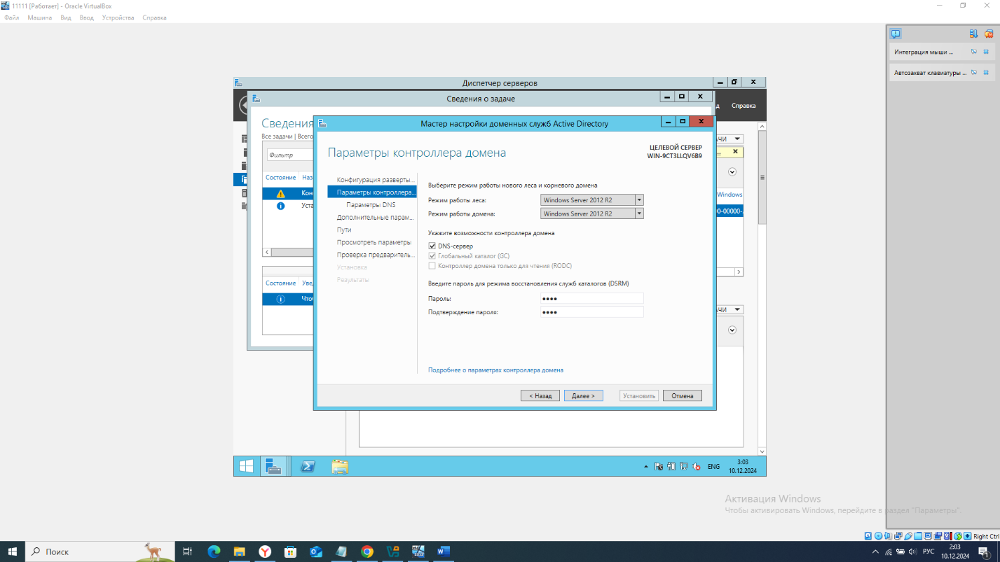 11111 [Работает] - Oracle VirtualBox
Файл Машина Вид Ввод Устройства Справка
Интеграция мыши ...
Автозахват клавиатуры ...
Диспетчер серверов
Сведения о задаче
Справка
Сведения
Все задачи | Всего
Фильтр
Состояние Наз
Кон
Уста
Состояние Уве
Что
Windows
0-00000-
Мастер настройки доменных служб Active Directory
Параметры контроллера домена
ЦЕЛЕВОЙ СЕРВЕР
WIN-9CT3LLQV6B9
Конфигурация разверты...
Параметры контроллера...
Параметры DNS
Дополнительные парам...
Пути
Просмотреть параметры
Проверка предваритель...
Установка
Результаты
Выберите режим работы нового леса и корневого домена
Режим работы леса: Windows Server 2012 R2
Режим работы домена: Windows Server 2012 R2
Укажите возможности контроллера домена
DNS-сервер
Глобальный каталог (GC)
Контроллер домена только для чтения (RODC)
Введите пароль для режима восстановления служб каталогов (DSRM)
Пароль: ••••
Подтверждение пароля: ••••
Подробнее о параметрах контроллера домена
< Назад Далее > Установить Отмена
ENG
3:03
10.12.2024
Активация Windows
Чтобы активировать Windows, перейдите в раздел "Параметры".
Right Ctrl
Поиск
РУС
2:03
10.12.2024